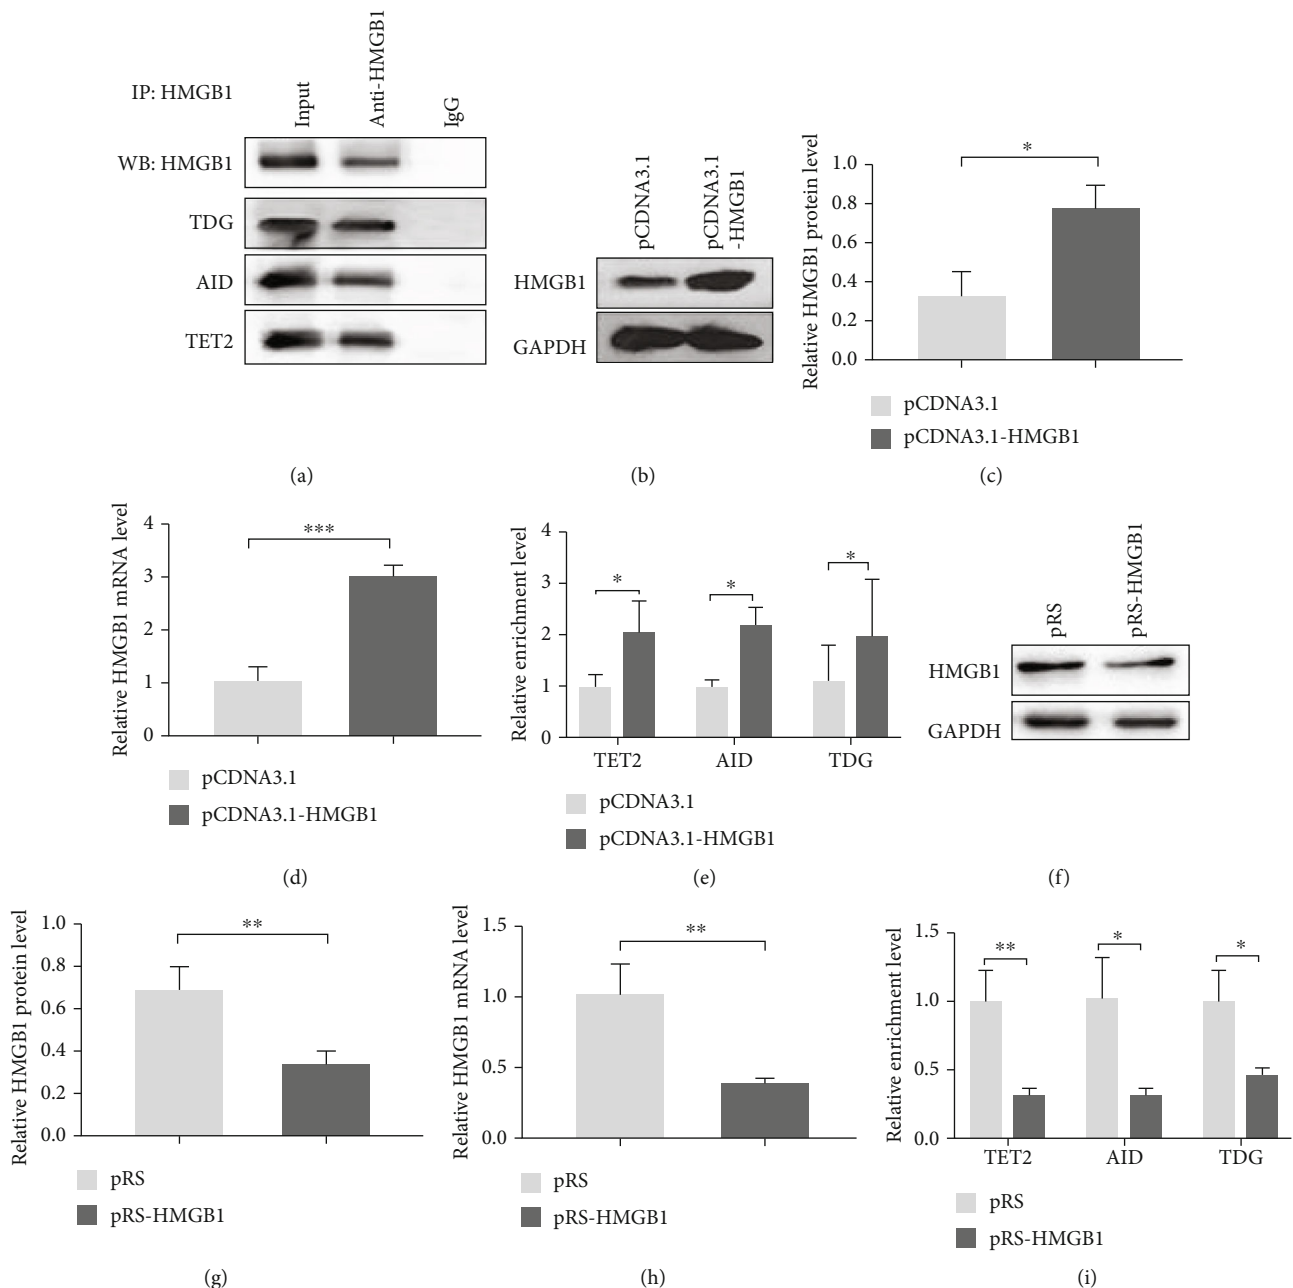 IP: HMGB1
Input
Anti-HMGB1
IgG
WB: HMGB1
TDG
AID
TET2
(a)
pCDNA3.1
pCDNA3.1
-HMGB1
HMGB1
GAPDH
(b)
Relative HMGB1 protein level
1.0
0.8
0.6
0.4
0.2
0.0
*
pCDNA3.1
pCDNA3.1-HMGB1
(c)
Relative HMGB1 mRNA level
4
3
2
1
0
***
pCDNA3.1
pCDNA3.1-HMGB1
(d)
Relative enrichment level
4
3
2
1
0
*
*
*
TET2 AID TDG
pCDNA3.1
pCDNA3.1-HMGB1
(e)
pRS
pRS-HMGB1
HMGB1
GAPDH
(f)
Relative HMGB1 protein level
1.0
0.8
0.6
0.4
0.2
0.0
**
pRS
pRS-HMGB1
(g)
Relative HMGB1 mRNA level
1.5
1.0
0.5
0.0
**
pRS
pRS-HMGB1
(h)
Relative enrichment level
1.5
1.0
0.5
0.0
**
*
*
TET2 AID TDG
pRS
pRS-HMGB1
(i)